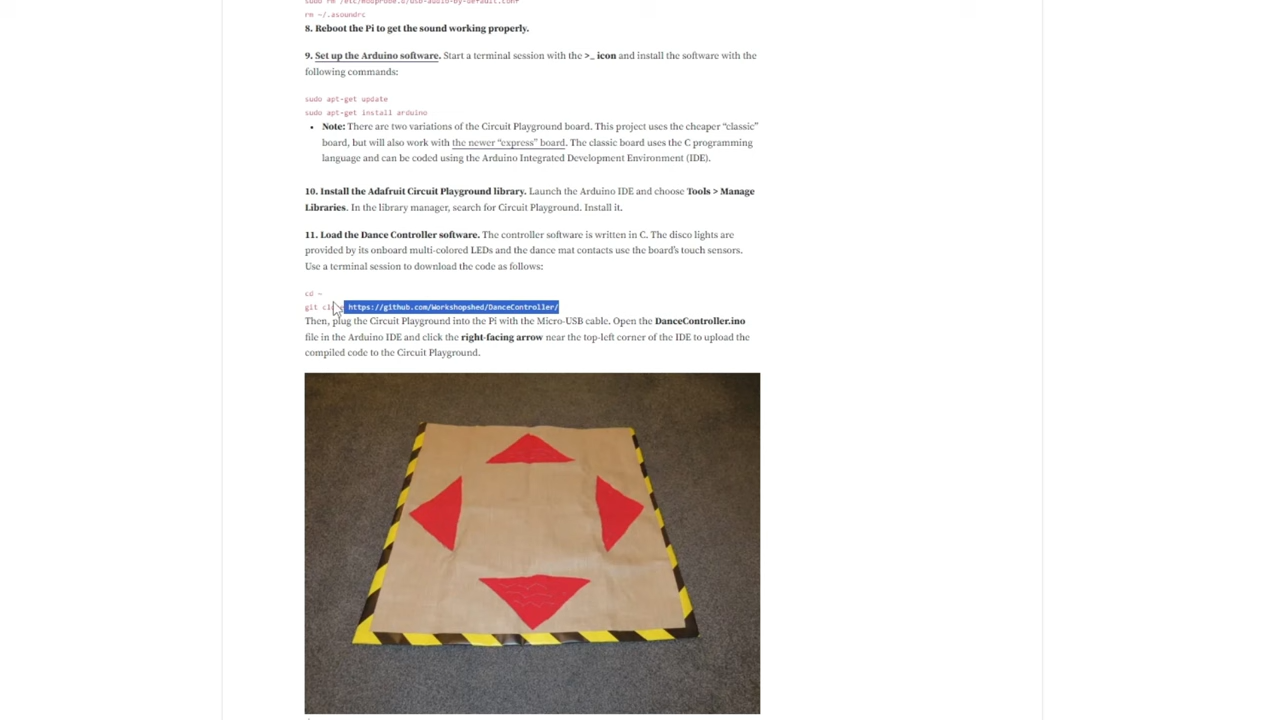 rm ~/.asoundrc
8. Reboot the Pi to get the sound working properly.
9. Set up the Arduino software. Start a terminal session with the >_ icon and install the software with the
following commands:
sudo apt-get update
sudo apt-get install arduino
• Note: There are two variations of the Circuit Playground board. This project uses the cheaper “classic”
board, but will also work with the newer “express” board. The classic board uses the C programming
language and can be coded using the Arduino Integrated Development Environment (IDE).
10. Install the Adafruit Circuit Playground library. Launch the Arduino IDE and choose Tools > Manage
Libraries. In the library manager, search for Circuit Playground. Install it.
11. Load the Dance Controller software. The controller software is written in C. The disco lights are
provided by its onboard multi-colored LEDs and the dance mat contacts use the board’s touch sensors.
Use a terminal session to download the code as follows:
cd ~
git https://github.com/Workshopshed/DanceController/
Then, plug the Circuit Playground into the Pi with the Micro-USB cable. Open the DanceController.ino
file in the Arduino IDE and click the right-facing arrow near the top-left corner of the IDE to upload the
compiled code to the Circuit Playground.